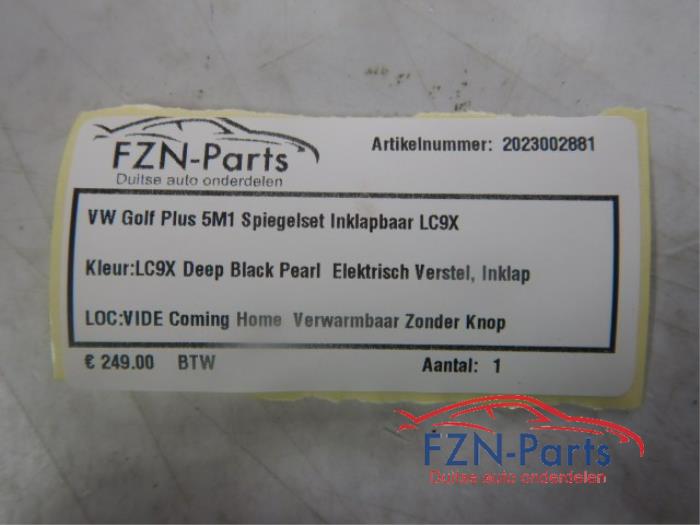 FZN-Parts
Duitse auto onderdelen
Artikelnummer: 2023002881
VW Golf Plus 5M1 Spiegelset Inklapbaar LC9X
Kleur:LC9X Deep Black Pearl Elektrisch Verstel, Inklap
LOC:VIDE Coming Home Verwarmbaar Zonder Knop
€ 249.00 BTW
Aantal: 1
FZN-Parts
Duitse auto onderdelen